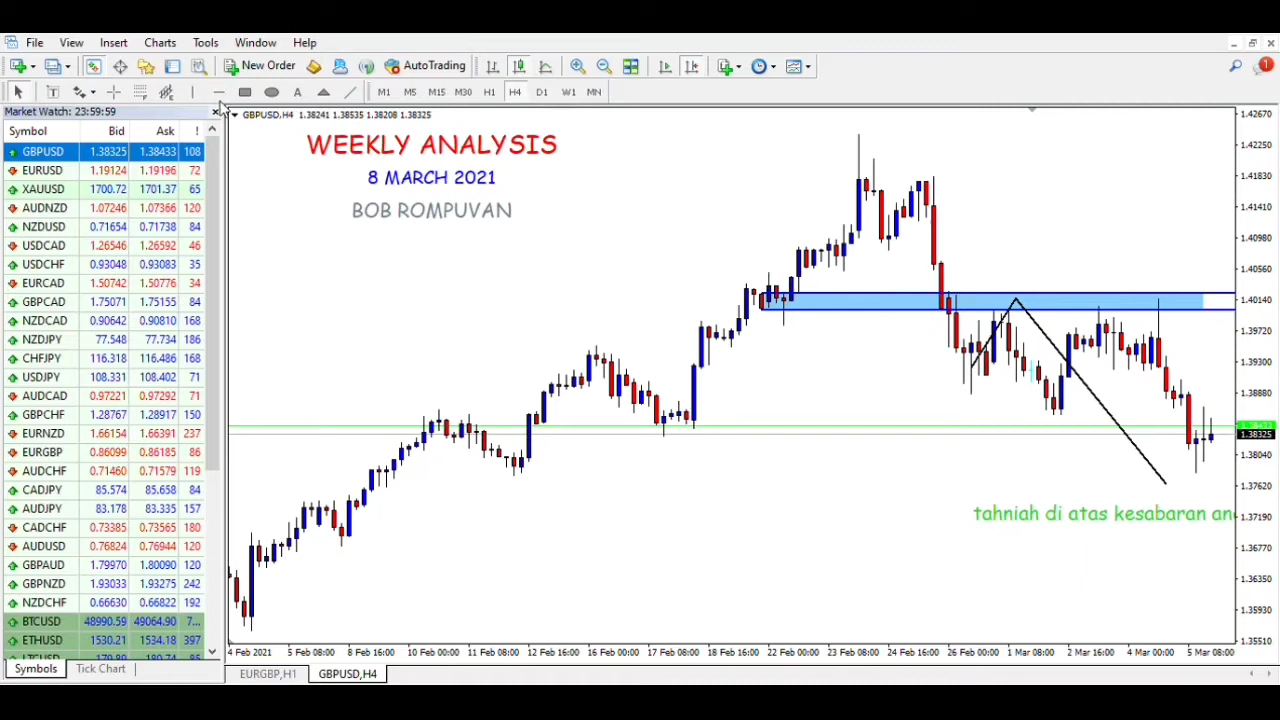 File View Insert Charts Tools Window Help
New Order AutoTrading
M1 M5 M15 M30 H1 H4 D1 W1 MN
Market Watch: 23:59:59
Symbol Bid Ask !
GBPUSD 1.38325 1.38433 108
EURUSD 1.19124 1.19196 72
XAUUSD 1700.72 1701.37 65
AUDNZD 1.07246 1.07366 120
NZDUSD 0.71654 0.71738 84
USDCAD 1.26546 1.26592 46
USDCHF 0.93048 0.93083 35
EURCAD 1.50742 1.50776 34
GBPCAD 1.75071 1.75155 84
NZDCAD 0.90642 0.90810 168
NZDJPY 77.548 77.734 186
CHFJPY 116.318 116.486 168
USDJPY 108.331 108.402 71
AUDCAD 0.97221 0.97292 71
GBPCHF 1.28767 1.28917 150
EURNZD 1.66154 1.66391 237
EURGBP 0.86099 0.86185 86
AUDCHF 0.71460 0.71579 119
CADJPY 85.574 85.658 84
AUDJPY 83.178 83.335 157
CADCHF 0.73385 0.73565 180
AUDUSD 0.76824 0.76944 120
GBPAUD 1.79970 1.80090 120
GBPNZD 1.93033 1.93275 242
NZDCHF 0.66630 0.66822 192
BTCUSD 48990.59 49064.90 7...
ETHUSD 1530.21 1534.18 397
Symbols Tick Chart
GBPUSD,H4 1.38241 1.38535 1.38208 1.38325
WEEKLY ANALYSIS
8 MARCH 2021
BOB ROMPUVAN
tahniah di atas kesabaran an
1.42670
1.42250
1.41830
1.41410
1.40980
1.40560
1.40140
1.39720
1.39300
1.38880
1.38325
1.38040
1.37620
1.37190
1.36770
1.36350
1.35930
1.35510
4 Feb 2021 5 Feb 08:00 8 Feb 16:00 10 Feb 00:00 11 Feb 08:00 12 Feb 16:00 16 Feb 00:00 17 Feb 08:00 18 Feb 16:00 22 Feb 00:00 23 Feb 08:00 24 Feb 16:00 26 Feb 00:00 1 Mar 08:00 2 Mar 16:00 4 Mar 00:00 5 Mar 08:00
EURGBP,H1 GBPUSD,H4
1